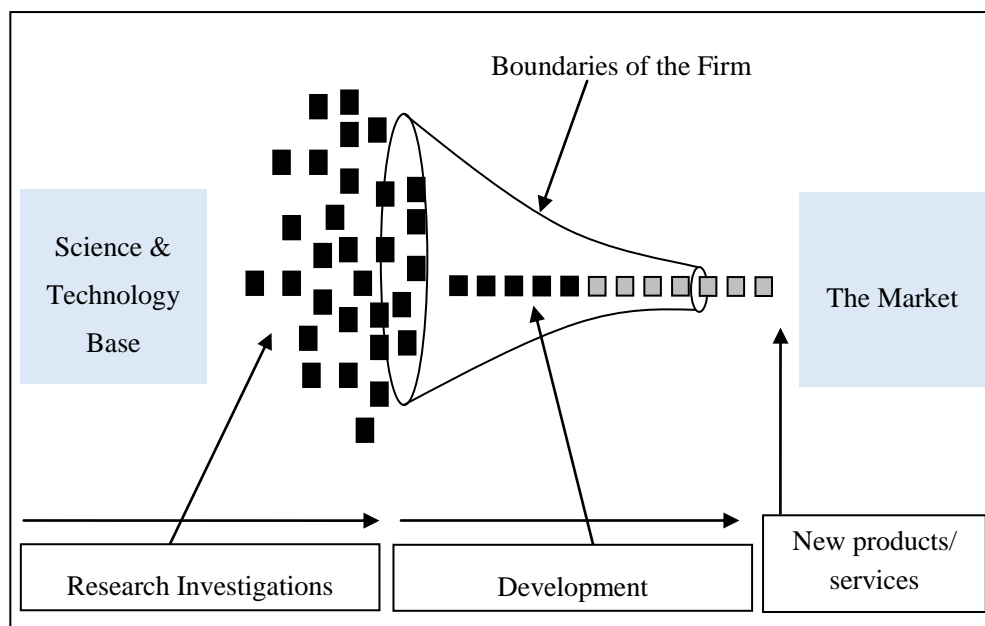 Boundaries of the Firm
Science &
Technology
Base
The Market
Research Investigations
Development
New products/
services